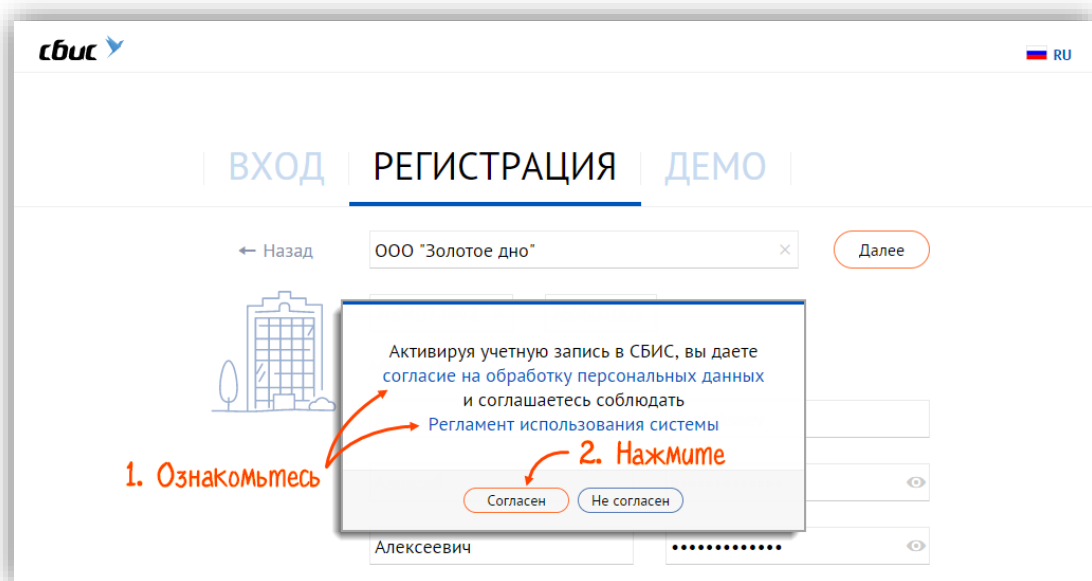 сбис
RU
ВХОД
РЕГИСТРАЦИЯ
ДЕМО
← Назад
ООО "Золотое дно"
Далее
Активируя учетную запись в СБИС, вы даете
согласие на обработку персональных данных
и соглашаетесь соблюдать
Регламент использования системы
1. Ознакомьтесь
2. Нажмите
Согласен
Не согласен
Алексеевич
•••••••••••••